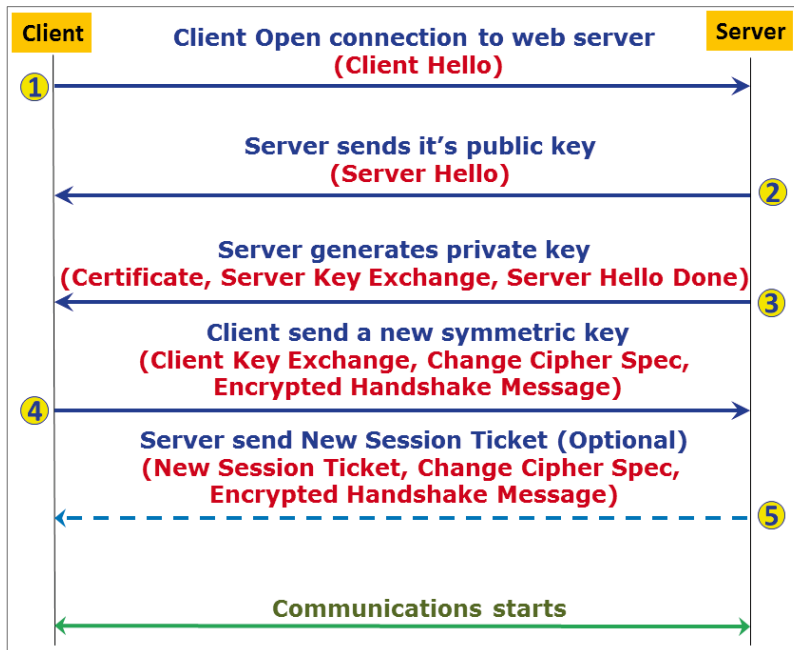 Client
Server
Client Open connection to web server
(Client Hello)
1
Server sends it’s public key
(Server Hello)
2
Server generates private key
(Certificate, Server Key Exchange, Server Hello Done)
3
Client send a new symmetric key
(Client Key Exchange, Change Cipher Spec,
Encrypted Handshake Message)
4
Server send New Session Ticket (Optional)
(New Session Ticket, Change Cipher Spec,
Encrypted Handshake Message)
5
Communications starts